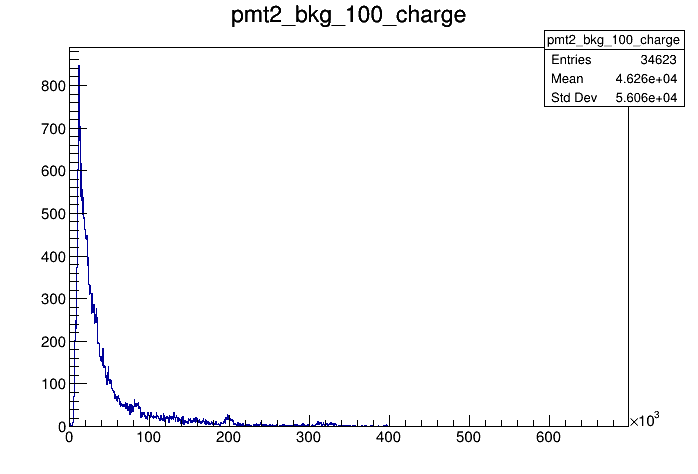 pmt2_bkg_100_charge
pmt2_bkg_100_charge
Entries 34623
Mean 4.626e+04
Std Dev 5.606e+04
800
700
600
500
400
300
200
100
0
0 100 200 300 400 500 600 ×10³